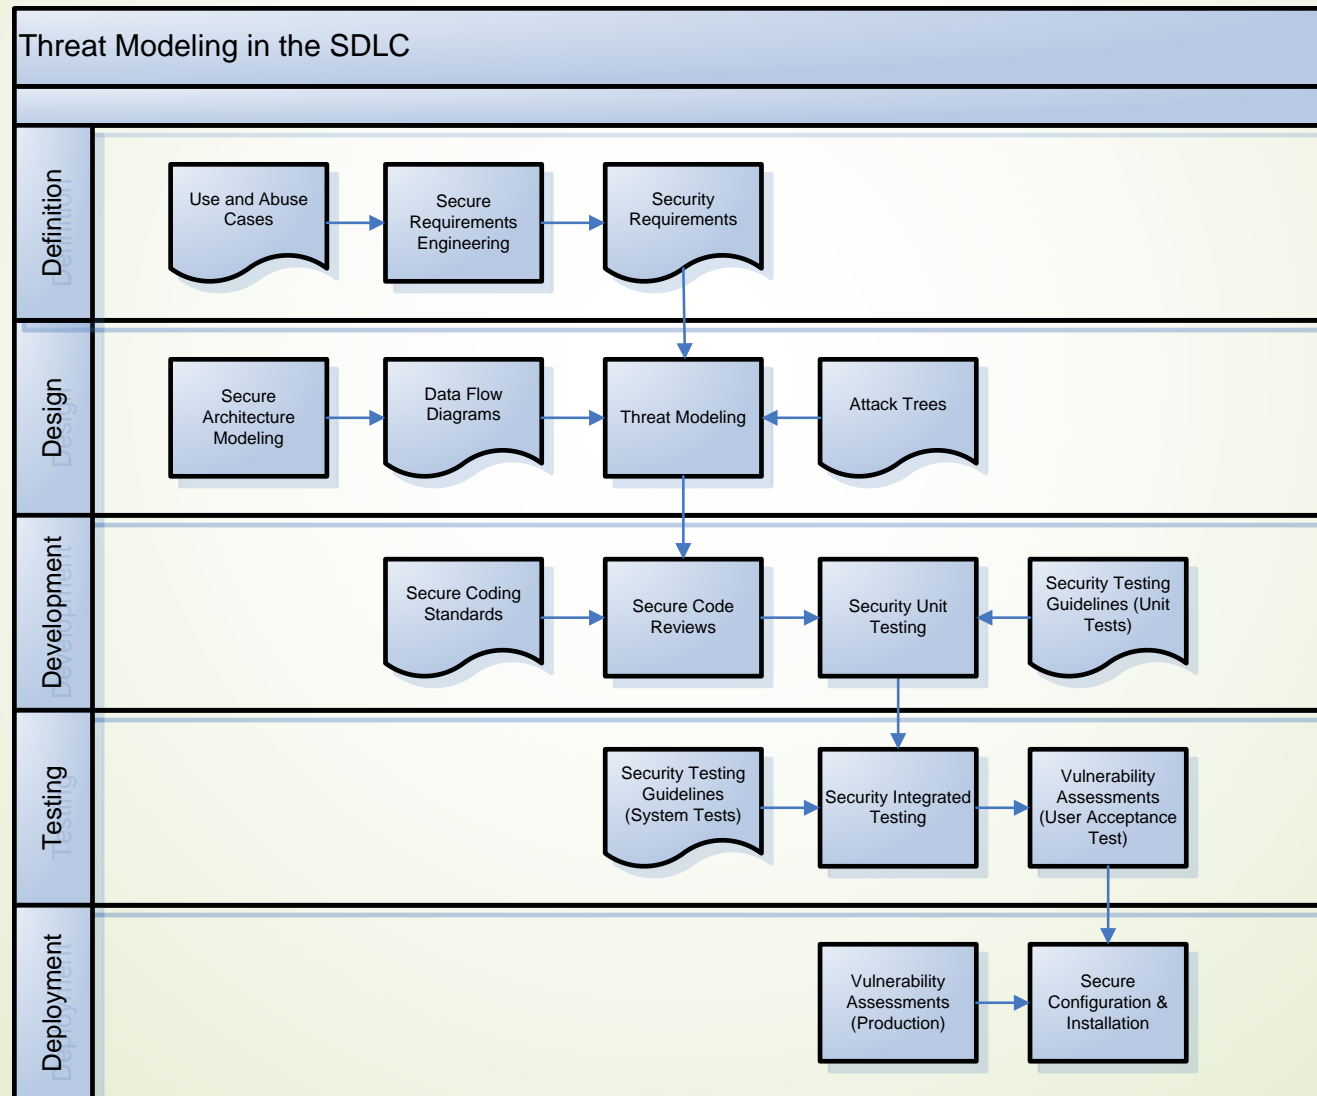 Threat Modeling in the SDLC
Definition
Use and Abuse
Cases
Secure
Requirements
Engineering
Security
Requirements
Design
Secure
Architecture
Modeling
Data Flow
Diagrams
Threat Modeling
Attack Trees
Development
Secure Coding
Standards
Secure Code
Reviews
Security Unit
Testing
Security Testing
Guidelines (Unit
Tests)
Testing
Security Testing
Guidelines
(System Tests)
Security Integrated
Testing
Vulnerability
Assessments
(User Acceptance
Test)
Deployment
Vulnerability
Assessments
(Production)
Secure
Configuration &
Installation